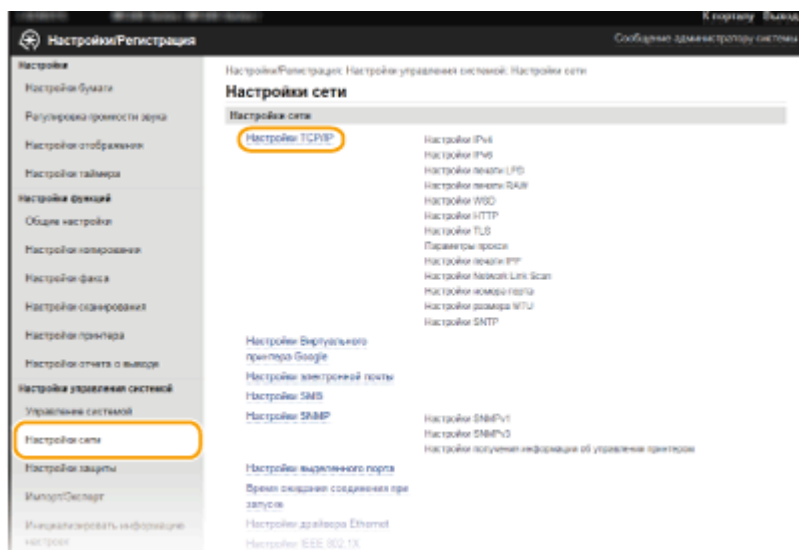 К порталу Выход
Настройки/Регистрация
Сообщение администратору системы
Настройки
Настройки бумаги
Регулировка громкости звука
Настройки отображения
Настройки таймера
Настройки функций
Общие настройки
Настройки копирования
Настройки факса
Настройки сканирования
Настройки принтера
Настройки отчета о выводе
Настройки управления системой
Управление системой
Настройки сети
Настройки защиты
Импорт/Экспорт
Инициализировать информацию
настроек
Настройки/Регистрация: Настройки управления системой: Настройки сети
Настройки сети
Настройки сети
Настройки TCP/IP
Настройки IPv4
Настройки IPv6
Настройки печати LPD
Настройки печати RAW
Настройки WSD
Настройки HTTP
Настройки TLS
Параметры прокси
Настройки печати IPP
Настройки Network Link Scan
Настройки номера порта
Настройки размера MTU
Настройки SNTP
Настройки Виртуального
принтера Google
Настройки электронной почты
Настройки SMB
Настройки SNMP
Настройки SNMPv1
Настройки SNMPv3
Настройки получения информации об управлении принтером
Настройки выделенного порта
Время ожидания соединения при
запуске
Настройки драйвера Ethernet
Настройки IEEE 802.1X